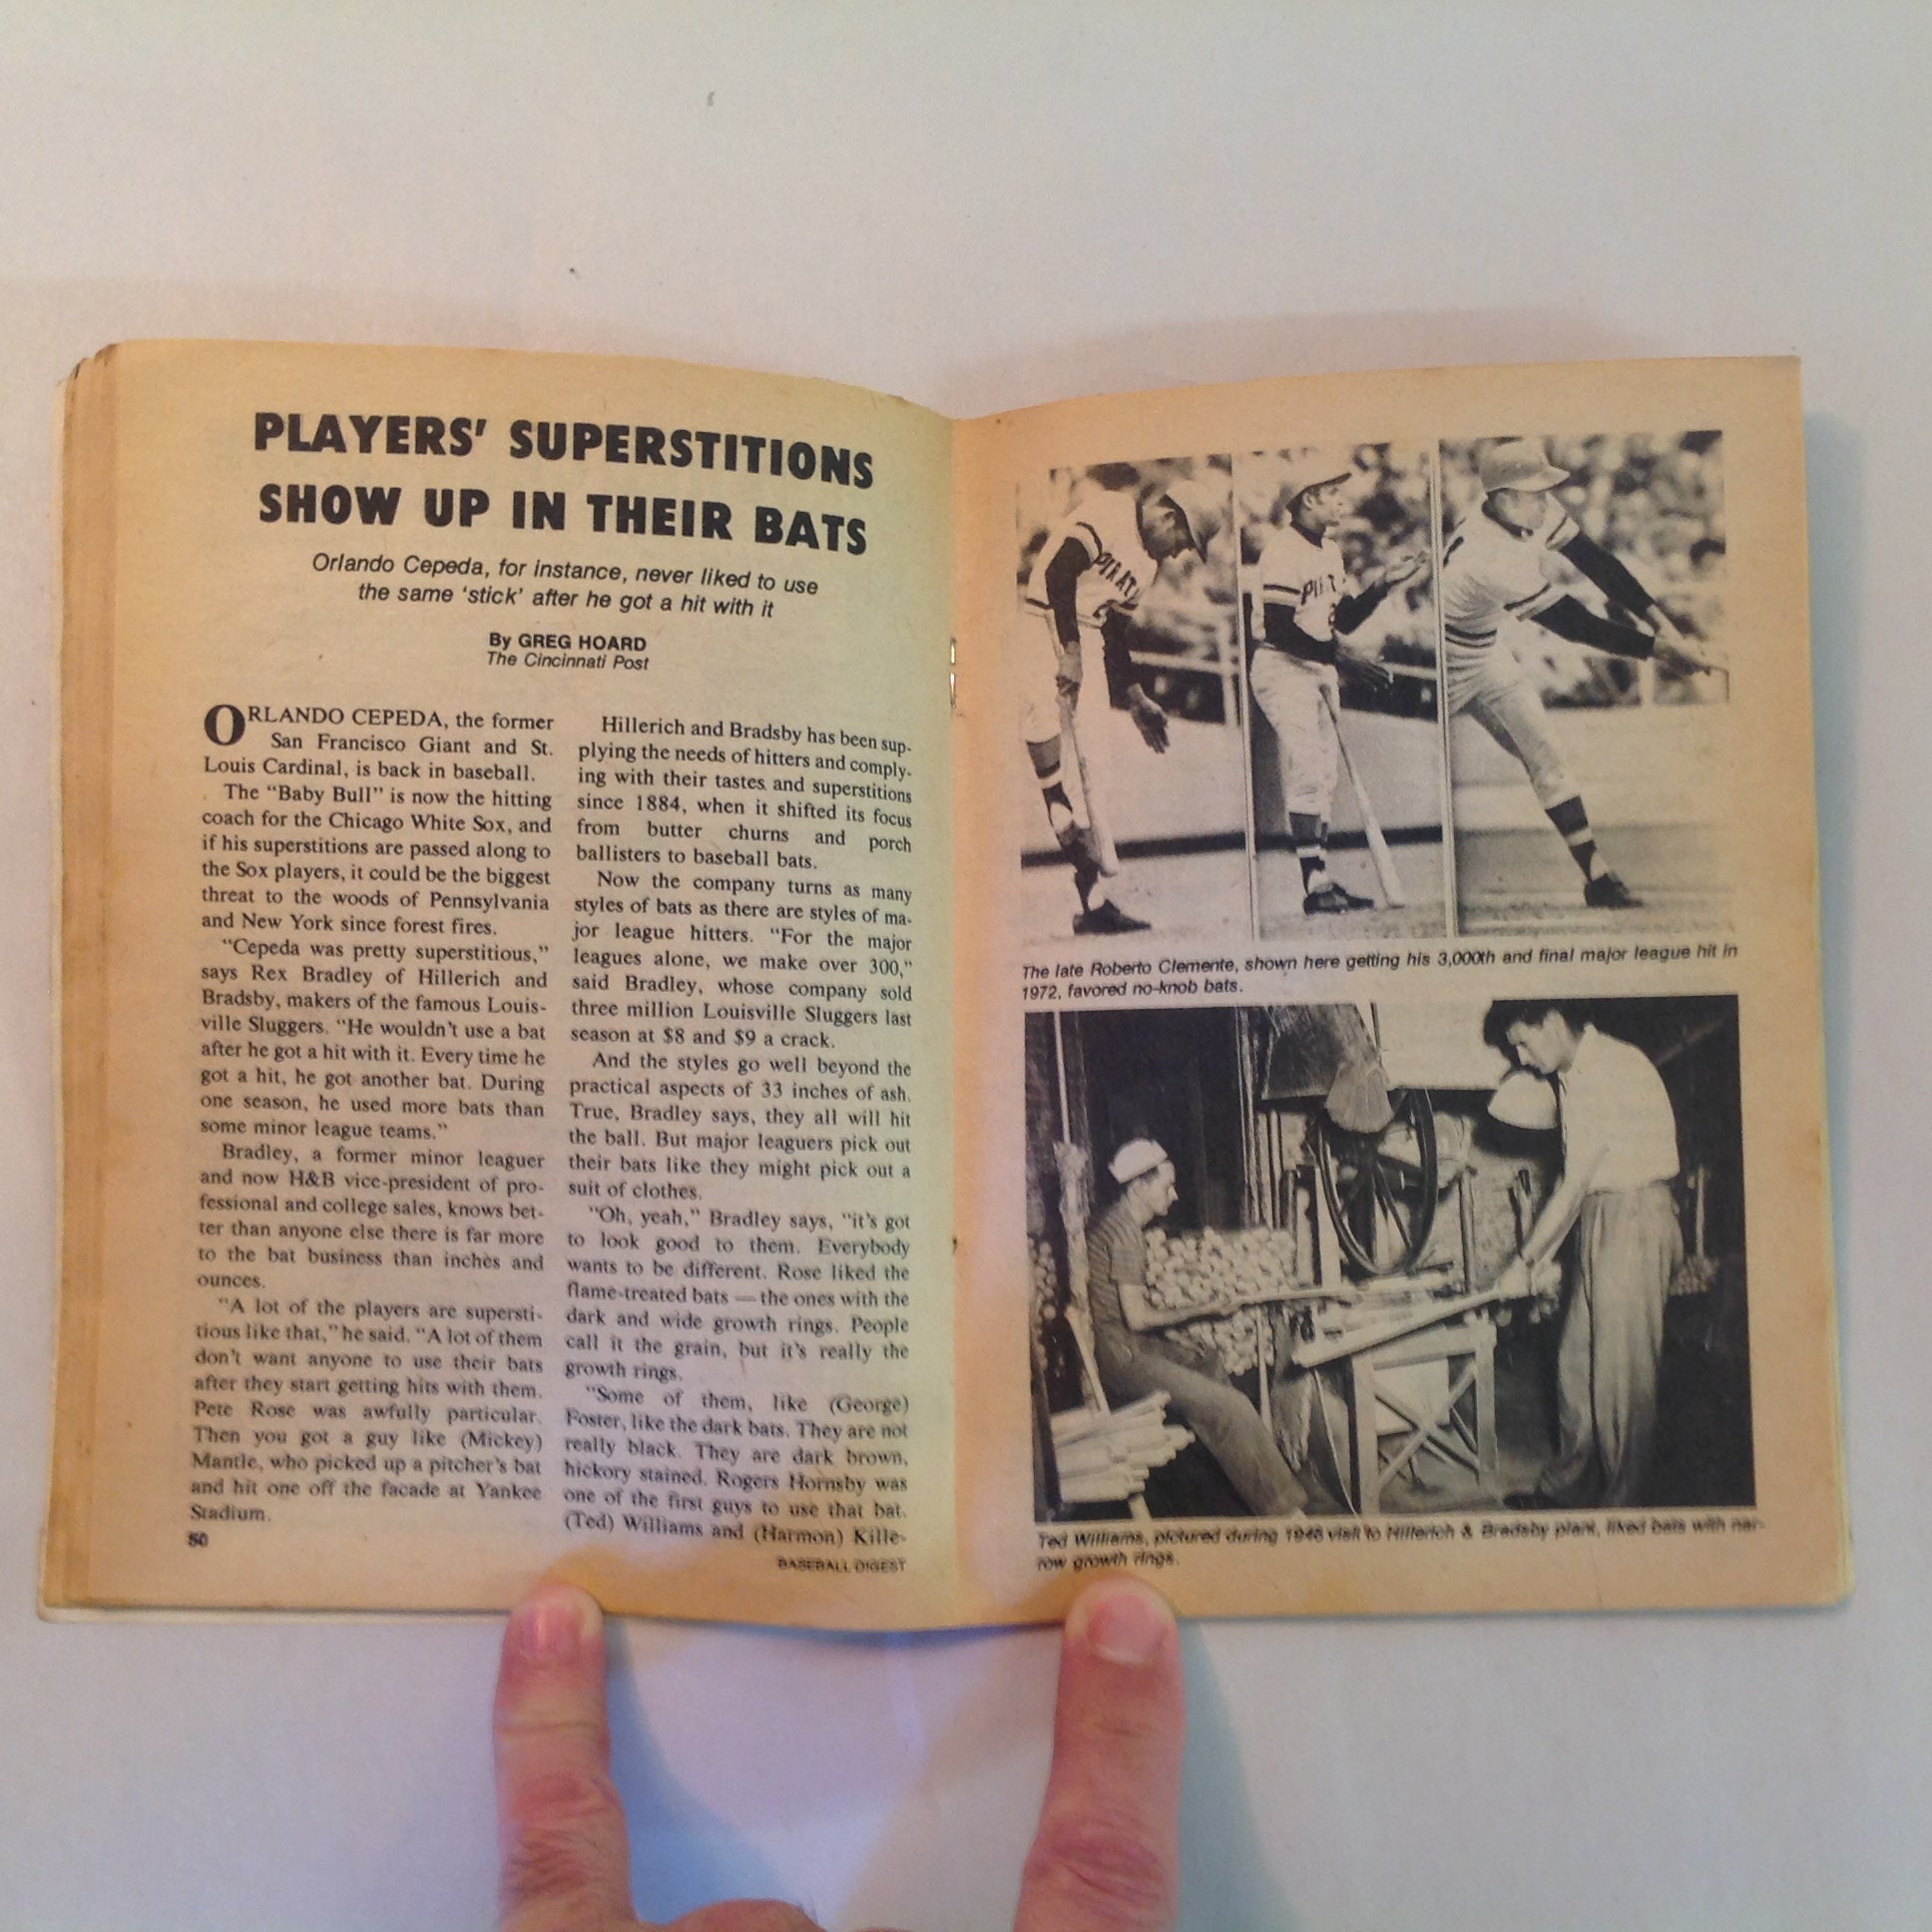 PLAYERS' SUPERSTITIONS
SHOW UP IN THEIR BATS
Orlando Cepeda, for instance, never liked to use
the same 'stick' after he got a hit with it
By GREG HOARD
The Cincinnati Post
ORLANDO CEPEDA, the former
San Francisco Giant and St.
Louis Cardinal, is back in baseball.
The "Baby Bull" is now the hitting
coach for the Chicago White Sox, and
if his superstitions are passed along to
the Sox players, it could be the biggest
threat to the woods of Pennsylvania
and New York since forest fires.
"Cepeda was pretty superstitious,"
says Rex Bradley of Hillerich and
Bradsby, makers of the famous Louis-
ville Sluggers. "He wouldn't use a bat
after he got a hit with it. Every time he
got a hit, he got another bat. During
one season, he used more bats than
some minor league teams."
Bradley, a former minor leaguer
and now H&B vice-president of pro-
fessional and college sales, knows bet-
ter than anyone else there is far more
to the bat business than inches and
ounces.
"A lot of the players are supersti-
tious like that," he said. "A lot of them
don't want anyone to use their bats
after they start getting hits with them.
Pete Rose was awfully particular.
Then you got a guy like (Mickey)
Mantle, who picked up a pitcher's bat
and hit one off the facade at Yankee
Stadium.
50
Hillerich and Bradsby has been sup-
plying the needs of hitters and comply-
ing with their tastes and superstitions
since 1884, when it shifted its focus
from butter churns and porch
ballisters to baseball bats.
Now the company turns as many
styles of bats as there are styles of ma-
jor league hitters. "For the major
leagues alone, we make over 300,"
said Bradley, whose company sold
three million Louisville Sluggers last
season at $8 and $9 a crack.
And the styles go well beyond the
practical aspects of 33 inches of ash.
True, Bradley says, they all will hit
the ball. But major leaguers pick out
their bats like they might pick out a
suit of clothes.
"Oh, yeah," Bradley says, "it's got
to look good to them. Everybody
wants to be different. Rose liked the
flame-treated bats — the ones with the
dark and wide growth rings. People
call it the grain, but it's really the
growth rings.
"Some of them, like (George)
Foster, like the dark bats. They are not
really black. They are dark brown,
hickory stained. Rogers Hornsby was
one of the first guys to use that bat.
(Ted) Williams and (Harmon) Kille-
BASEBALL DIGEST
PIRAT
PI
The late Roberto Clemente, shown here getting his 3,000th and final major league hit in
1972, favored no-knob bats.
Ted Williams, pictured during visit to Hillerich & Bradsby plant, liked bats with nar-
row growth rings.